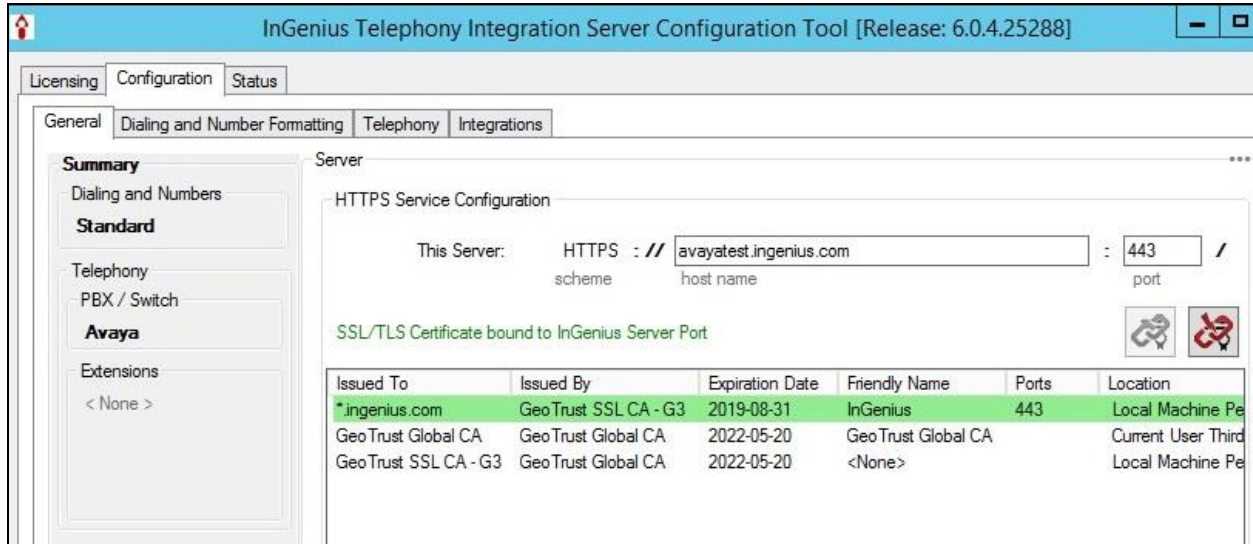 InGenius Telephony Integration Server Configuration Tool [Release: 6.0.4.25288]
Licensing Configuration Status
General Dialing and Number Formatting Telephony Integrations
Summary
Dialing and Numbers
Standard
Telephony
PBX / Switch
Avaya
Extensions
< None >
Server
HTTPS Service Configuration
This Server: HTTPS : // avayatest.ingenius.com : 443 /
scheme host name port
SSL/TLS Certificate bound to InGenius Server Port
Issued To Issued By Expiration Date Friendly Name Ports Location
*.ingenius.com GeoTrust SSL CA - G3 2019-08-31 InGenius 443 Local Machine Pe
GeoTrust Global CA GeoTrust Global CA 2022-05-20 GeoTrust Global CA Current User Third
GeoTrust SSL CA - G3 GeoTrust Global CA 2022-05-20 <None> Local Machine Pe